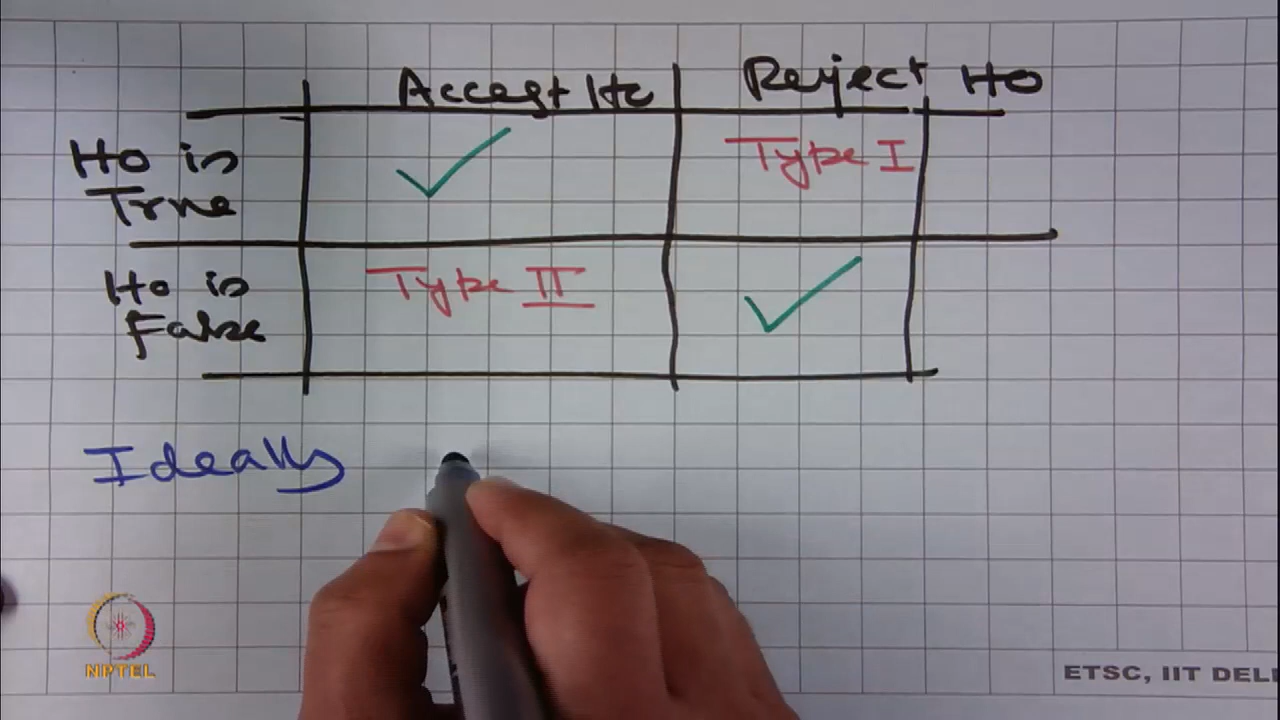 Accept Ho Reject Ho
Ho is ✓ Type I
True
Ho is Type II ✓
False
Ideally
NPTEL
ETSC, IIT DEL